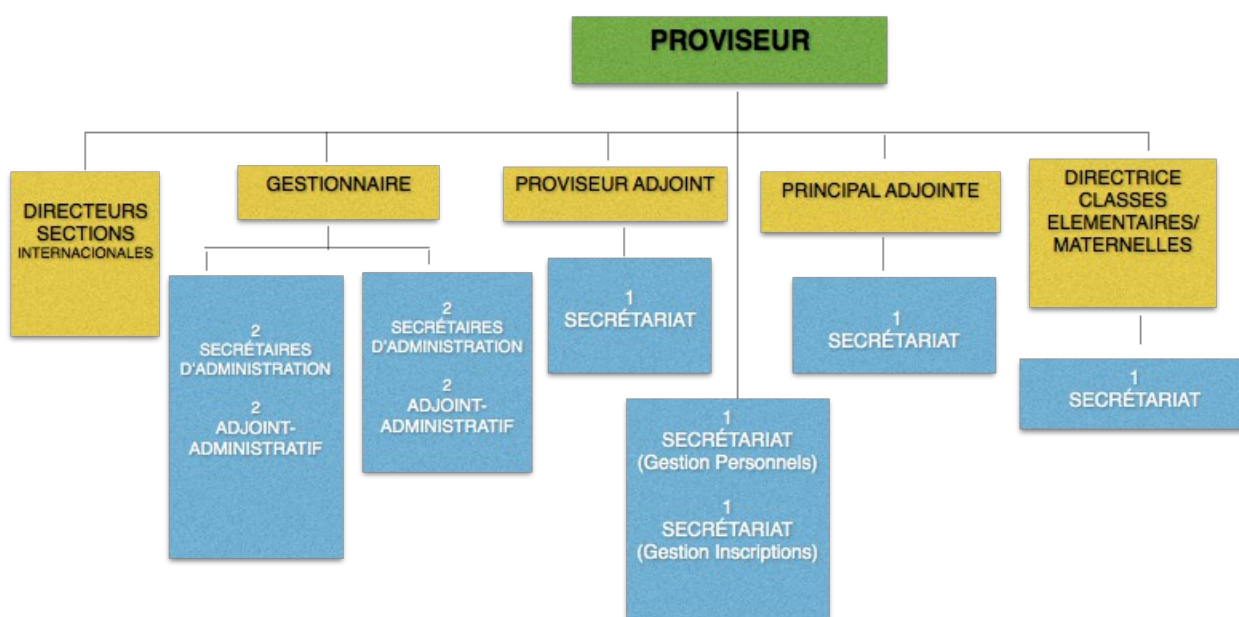 PROVISEUR
DIRECTEURS
SECTIONS
INTERNACIONALES
GESTIONNAIRE
PROVISEUR ADJOINT
PRINCIPAL ADJOINTE
DIRECTRICE
CLASSES
ELEMENTAIRES/
MATERNELLES
2
SECRÉTAIRES
D'ADMINISTRATION
2
ADJOINT-
ADMINISTRATIF
2
SECRÉTAIRES
D'ADMINISTRATION
2
ADJOINT-
ADMINISTRATIF
1
SECRÉTARIAT
1
SECRÉTARIAT
(Gestion Personnels)
1
SECRÉTARIAT
(Gestion Inscriptions)
1
SECRÉTARIAT
1
SECRÉTARIAT